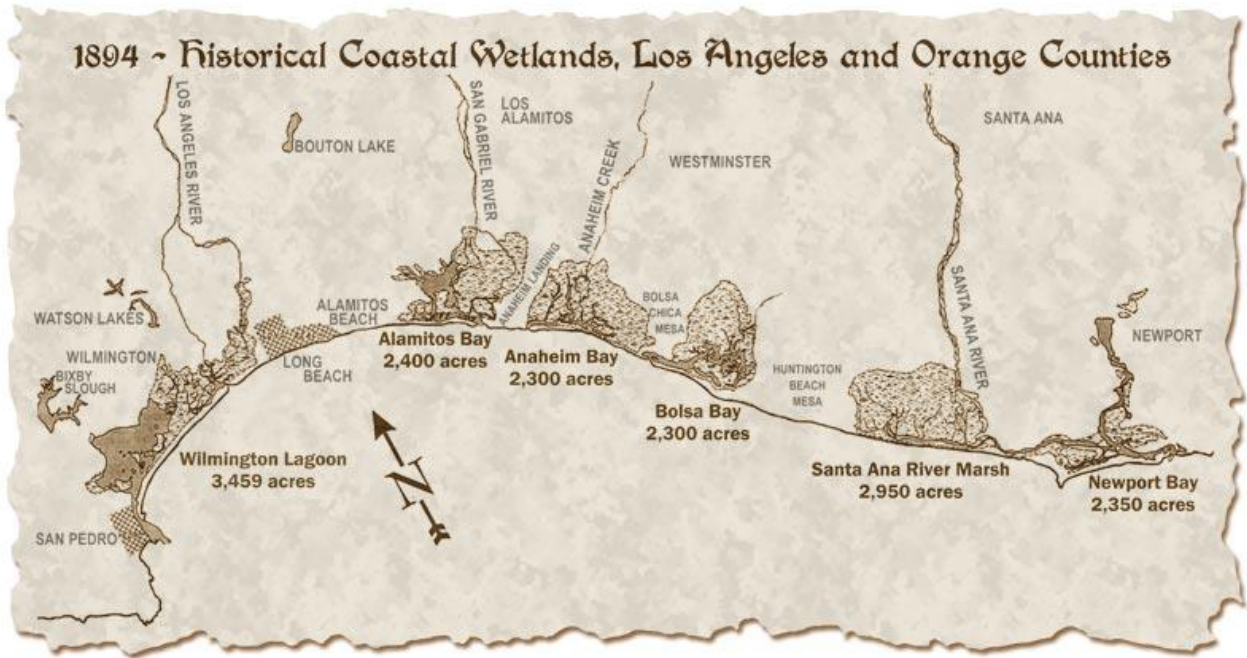 1894 - Historical Coastal Wetlands, Los Angeles and Orange Counties
LOS ANGELES RIVER
BOUTON LAKE
SAN GABRIEL RIVER
LOS
ALAMITOS
ANAHEIM CREEK
WESTMINSTER
SANTA ANA
WATSON LAKES
ALAMITOS
BEACH
ANAHEIM LANDING
BOLSA
CHICA
MESA
SANTA ANA RIVER
NEWPORT
WILMINGTON
BIXBY
SLOUGH
LONG
BEACH
Alamitos Bay
2,400 acres
Anaheim Bay
2,300 acres
HUNTINGTON
BEACH
MESA
Bolsa Bay
2,300 acres
Wilmington Lagoon
3,459 acres
N
Santa Ana River Marsh
2,950 acres
Newport Bay
2,350 acres
SAN PEDRO